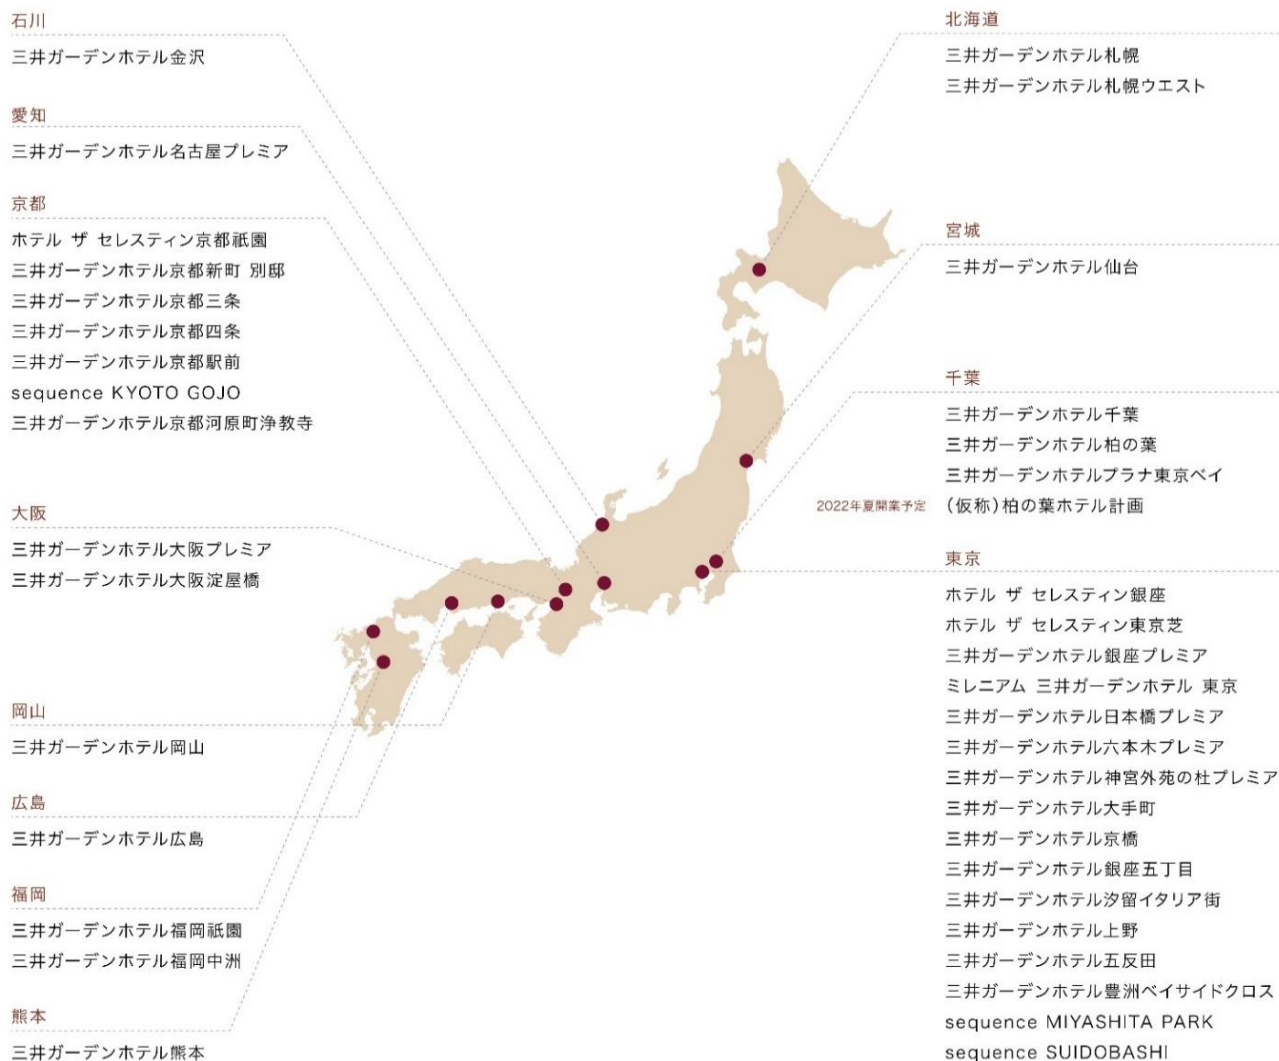 石川
三井ガーデンホテル金沢
愛知
三井ガーデンホテル名古屋プレミア
京都
ホテル ザ セレスティン京都祇園
三井ガーデンホテル京都新町 別邸
三井ガーデンホテル京都三条
三井ガーデンホテル京都四条
三井ガーデンホテル京都駅前
sequence KYOTO GOJO
三井ガーデンホテル京都河原町浄教寺
大阪
三井ガーデンホテル大阪プレミア
三井ガーデンホテル大阪淀屋橋
岡山
三井ガーデンホテル岡山
広島
三井ガーデンホテル広島
福岡
三井ガーデンホテル福岡祇園
三井ガーデンホテル福岡中洲
熊本
三井ガーデンホテル熊本
北海道
三井ガーデンホテル札幌
三井ガーデンホテル札幌ウエスト
宮城
三井ガーデンホテル仙台
千葉
三井ガーデンホテル千葉
三井ガーデンホテル柏の葉
三井ガーデンホテルプラナ東京ベイ
2022年夏開業予定 (仮称)柏の葉ホテル計画
東京
ホテル ザ セレスティン銀座
ホテル ザ セレスティン東京芝
三井ガーデンホテル銀座プレミア
ミレニアム 三井ガーデンホテル 東京
三井ガーデンホテル日本橋プレミア
三井ガーデンホテル六本木プレミア
三井ガーデンホテル神宮外苑の杜プレミア
三井ガーデンホテル大手町
三井ガーデンホテル京橋
三井ガーデンホテル銀座五丁目
三井ガーデンホテル汐留イタリア街
三井ガーデンホテル上野
三井ガーデンホテル五反田
三井ガーデンホテル豊洲ベイサイドクロス
sequence MIYASHITA PARK
sequence SUIDOBASHI